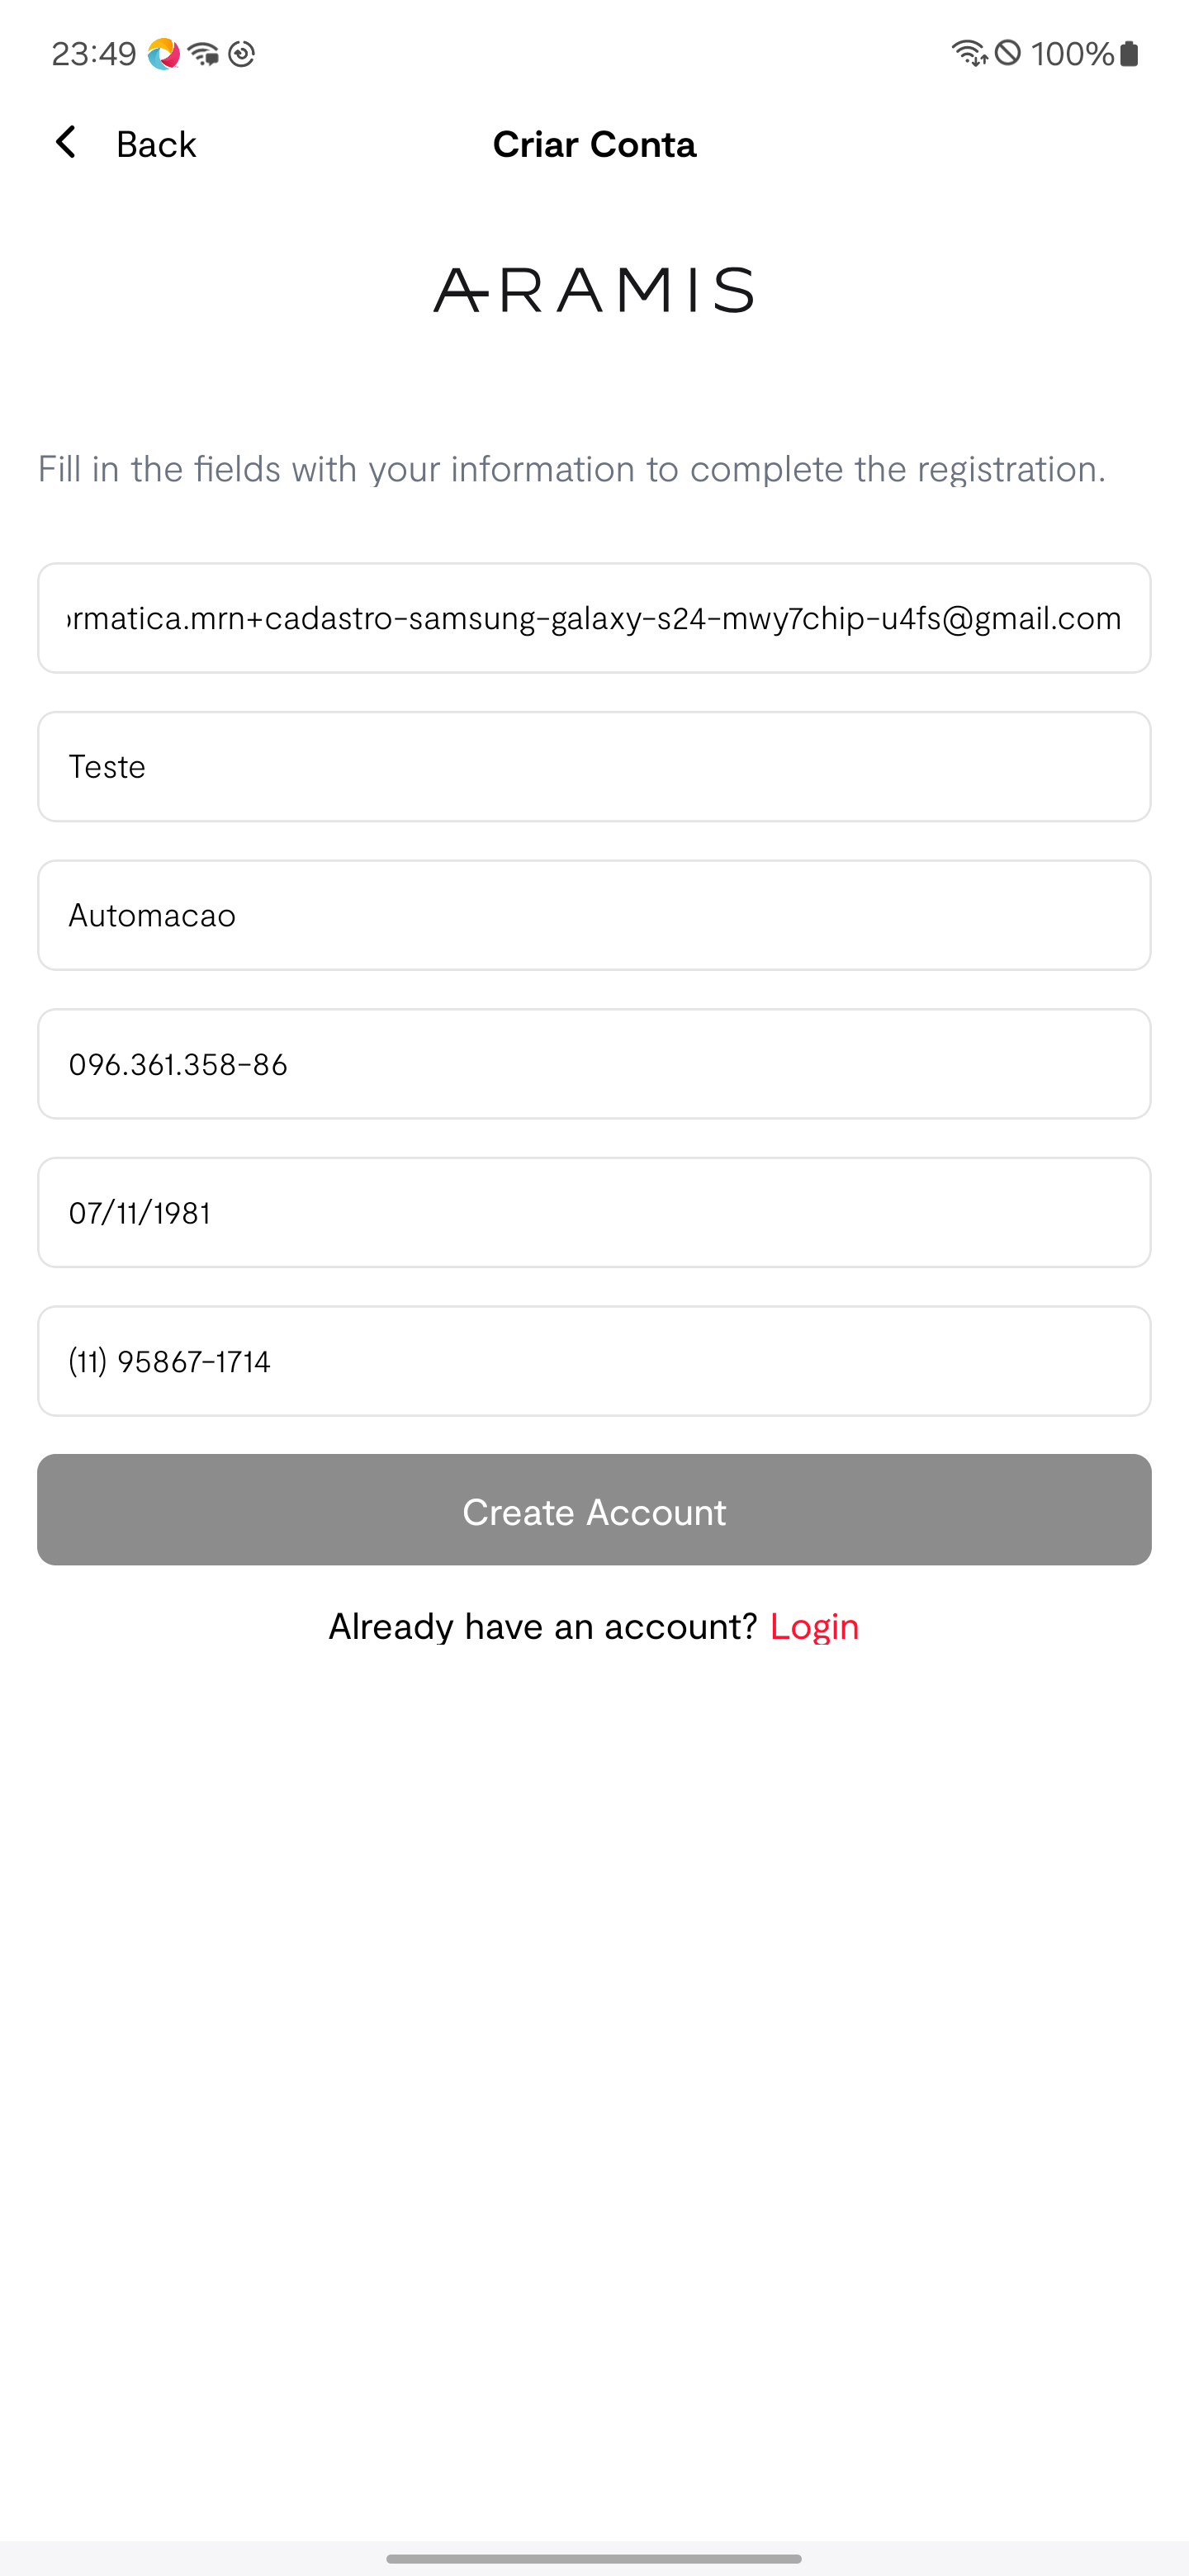 23:49
100%
Back
Criar Conta
ARAMIS
Fill in the fields with your information to complete the registration.
rmatica.mrn+cadastro-samsung-galaxy-s24-mwy7chip-u4fs@gmail.com
Teste
Automacao
096.361.358-86
07/11/1981
(11) 95867-1714
Create Account
Already have an account? Login